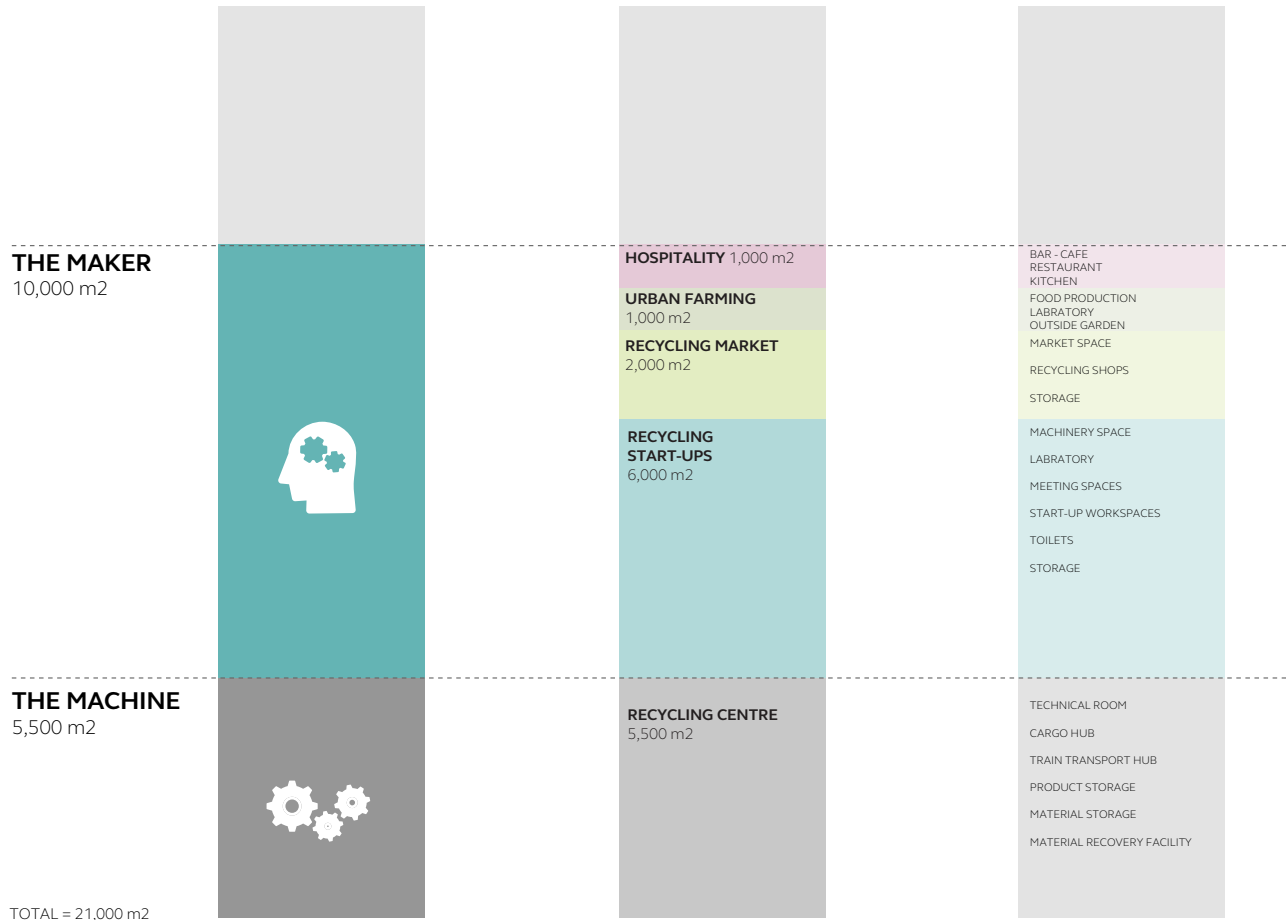 THE MAKER
10,000 m2
HOSPITALITY 1,000 m2
URBAN FARMING
1,000 m2
RECYCLING MARKET
2,000 m2
RECYCLING
START-UPS
6,000 m2
BAR - CAFE
RESTAURANT
KITCHEN
FOOD PRODUCTION
LABRATORY
OUTSIDE GARDEN
MARKET SPACE
RECYCLING SHOPS
STORAGE
MACHINERY SPACE
LABRATORY
MEETING SPACES
START-UP WORKSPACES
TOILETS
STORAGE
THE MACHINE
5,500 m2
RECYCLING CENTRE
5,500 m2
TECHNICAL ROOM
CARGO HUB
TRAIN TRANSPORT HUB
PRODUCT STORAGE
MATERIAL STORAGE
MATERIAL RECOVERY FACILITY
TOTAL = 21,000 m2